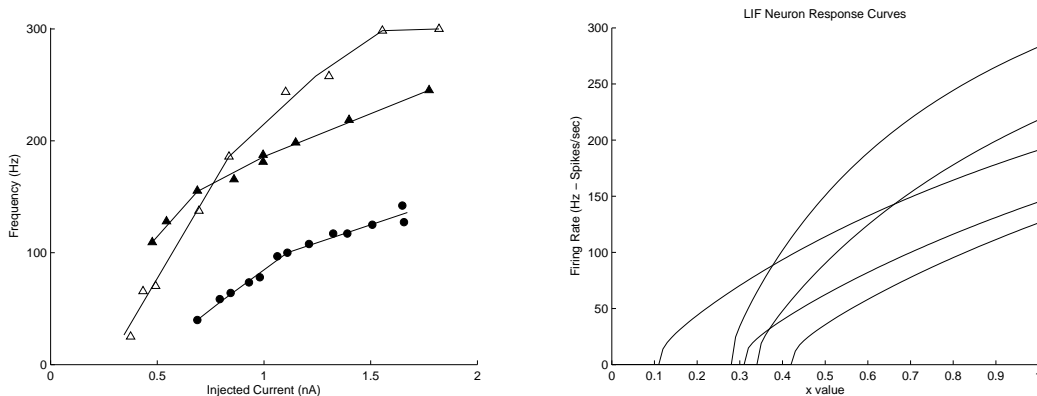 300
200
100
0
Frequency (Hz)
0 0.5 1 1.5 2
Injected Current (nA)
LIF Neuron Response Curves
300
250
200
150
100
50
0
Firing Rate (Hz – Spikes/sec)
0 0.1 0.2 0.3 0.4 0.5 0.6 0.7 0.8 0.9 1
x value